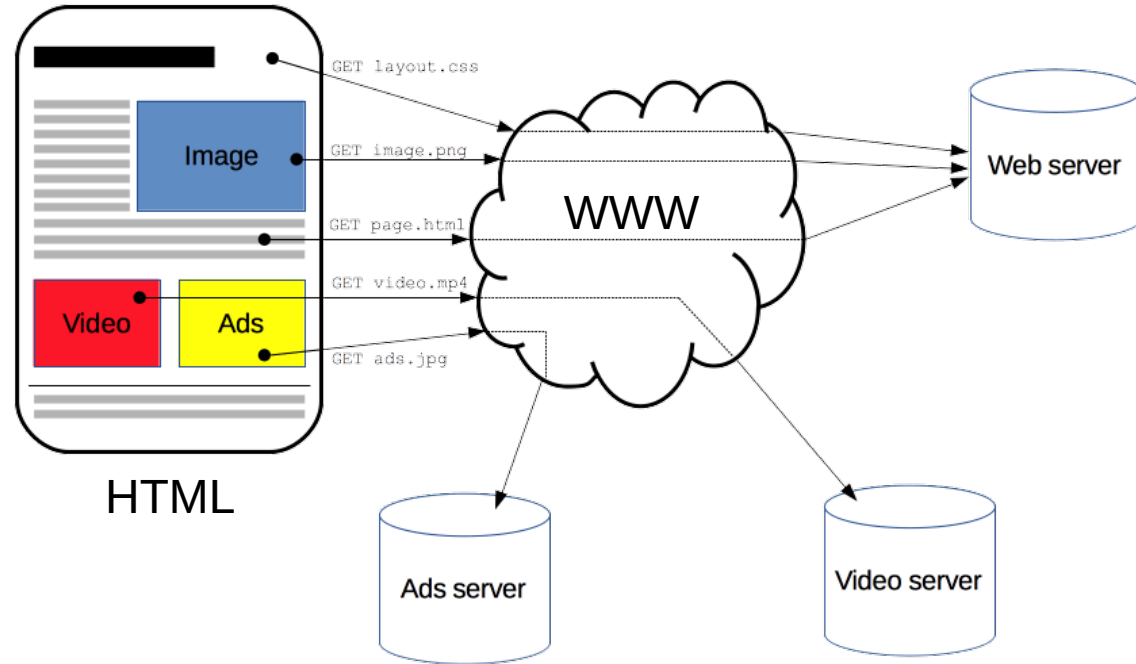 GET layout.css
Image
GET image.png
Web server
WWW
GET page.html
GET video.mp4
Video
Ads
GET ads.jpg
HTML
Ads server
Video server